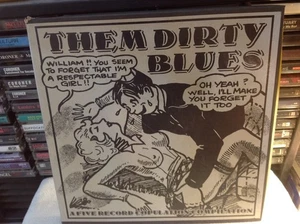 THEM DIRTY
BLUES
WILLIAM!! YOU SEEM
TO FORGET THAT I'M
A RESPECTABLE
GIRL!!
OH YEAH?
WELL, I'LL MAKE
YOU FORGET
IT TOO
A FIVE RECORD COPULATIN COMPILATION